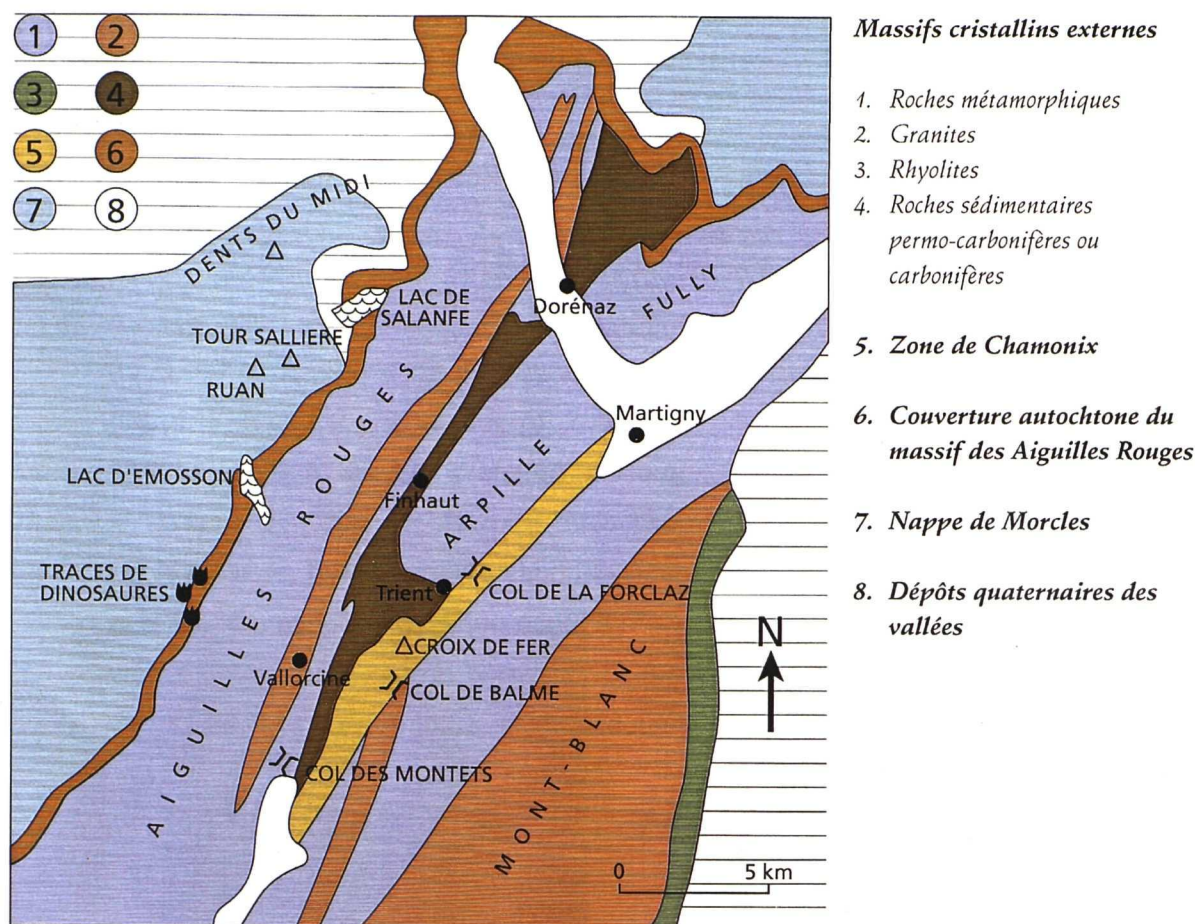 1 2
3 4
5 6
7 8
DENTS DU MIDI
LAC DE
SALANFE
TOUR SALLIERE
RUAN
Dorénaz
FULLY
Martigny
LAC D'EMOSSON
AIGUILLES ROUGES
Finhaut
ARPILLE
TRACES DE
DINOSAURES
Trient
COL DE LA FORCLAZ
CROIX DE FER
Vallorcine
COL DE BALME
COL DES MONTETS
MONT-BLANC
N
0 5 km
Massifs cristallins externes
1. Roches métamorphiques
2. Granites
3. Rhyolites
4. Roches sédimentaires
permo-carbonifères ou
carbonifères
5. Zone de Chamonix
6. Couverture autochtone du
massif des Aiguilles Rouges
7. Nappe de Morcles
8. Dépôts quaternaires des
vallées